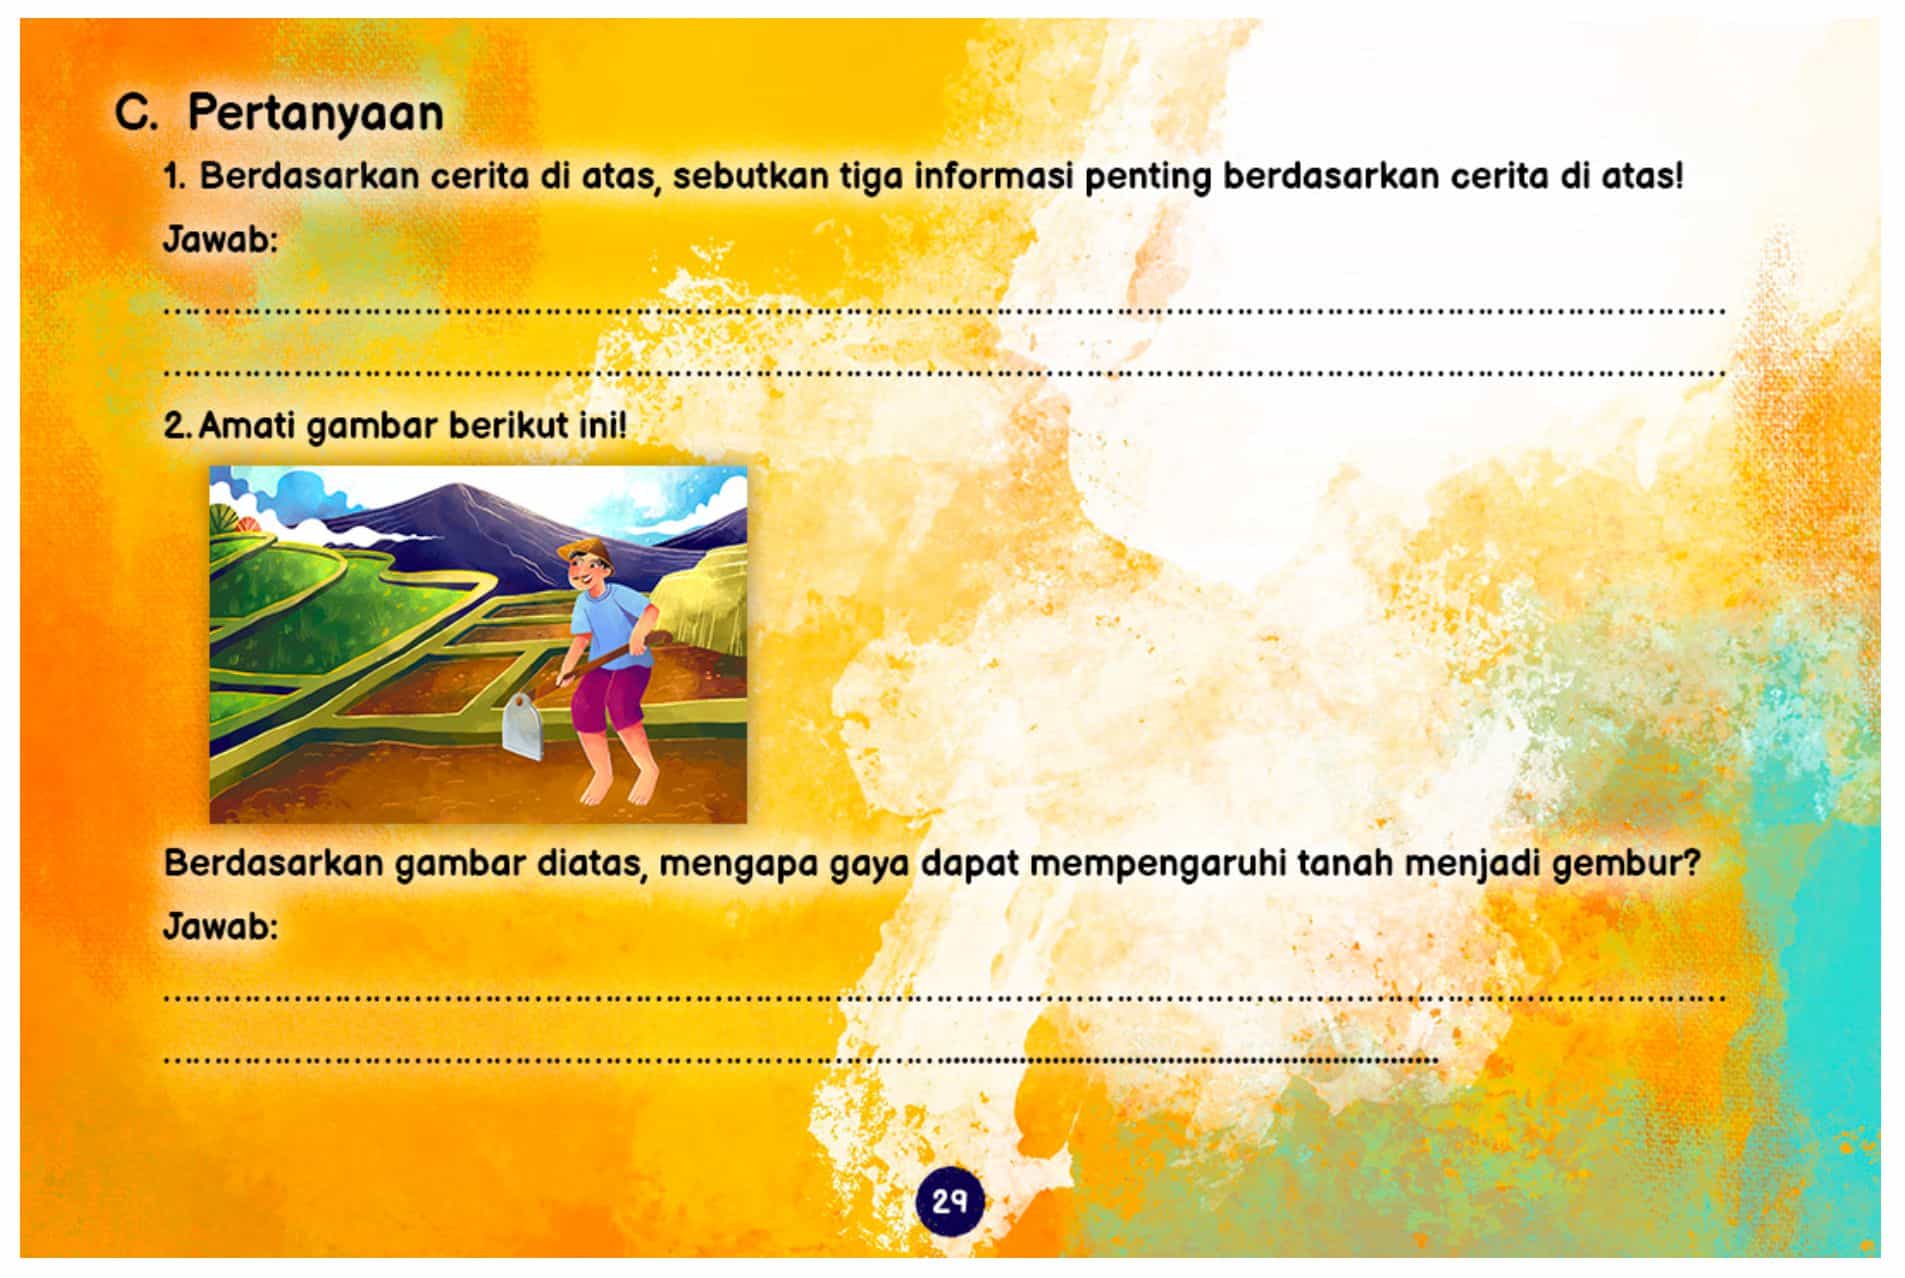 C. Pertanyaan
1. Berdasarkan cerita di atas, sebutkan tiga informasi penting berdasarkan cerita di atas!
Jawab:
2. Amati gambar berikut ini!
Berdasarkan gambar diatas, mengapa gaya dapat mempengaruhi tanah menjadi gembur?
Jawab:
29